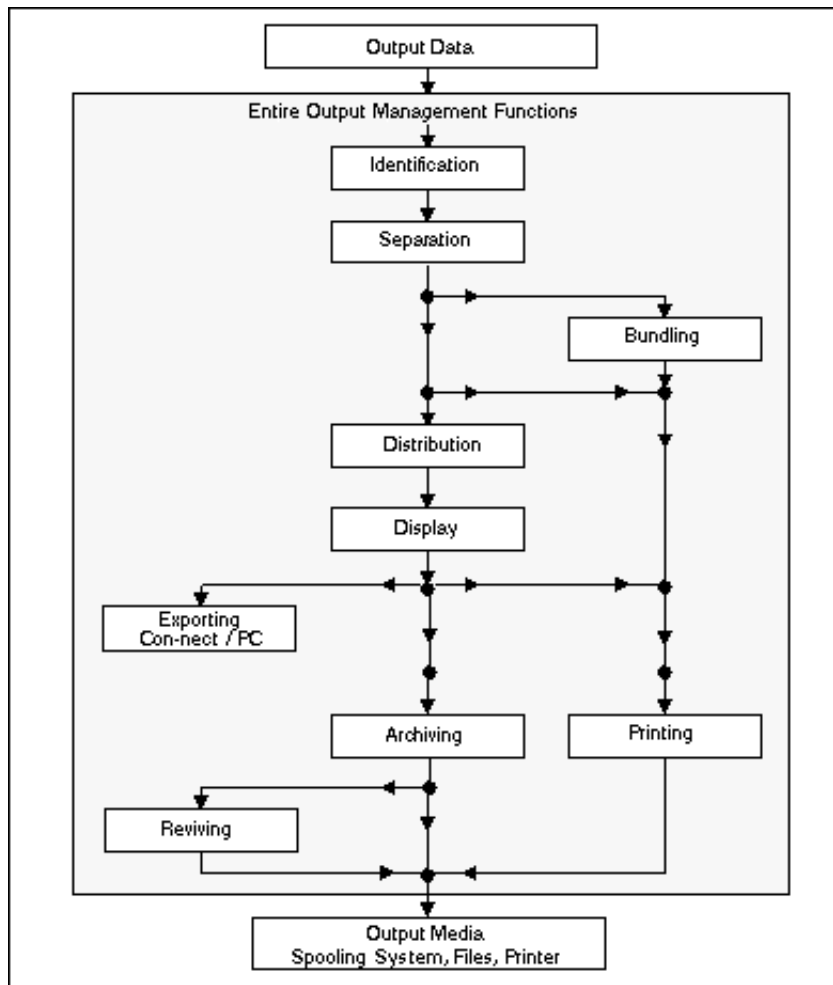 Output Data
Entire Output Management Functions
Identification
Separation
Bundling
Distribution
Display
Exporting
Con-nect / PC
Archiving
Printing
Reviving
Output Media
Spooling System, Files, Printer